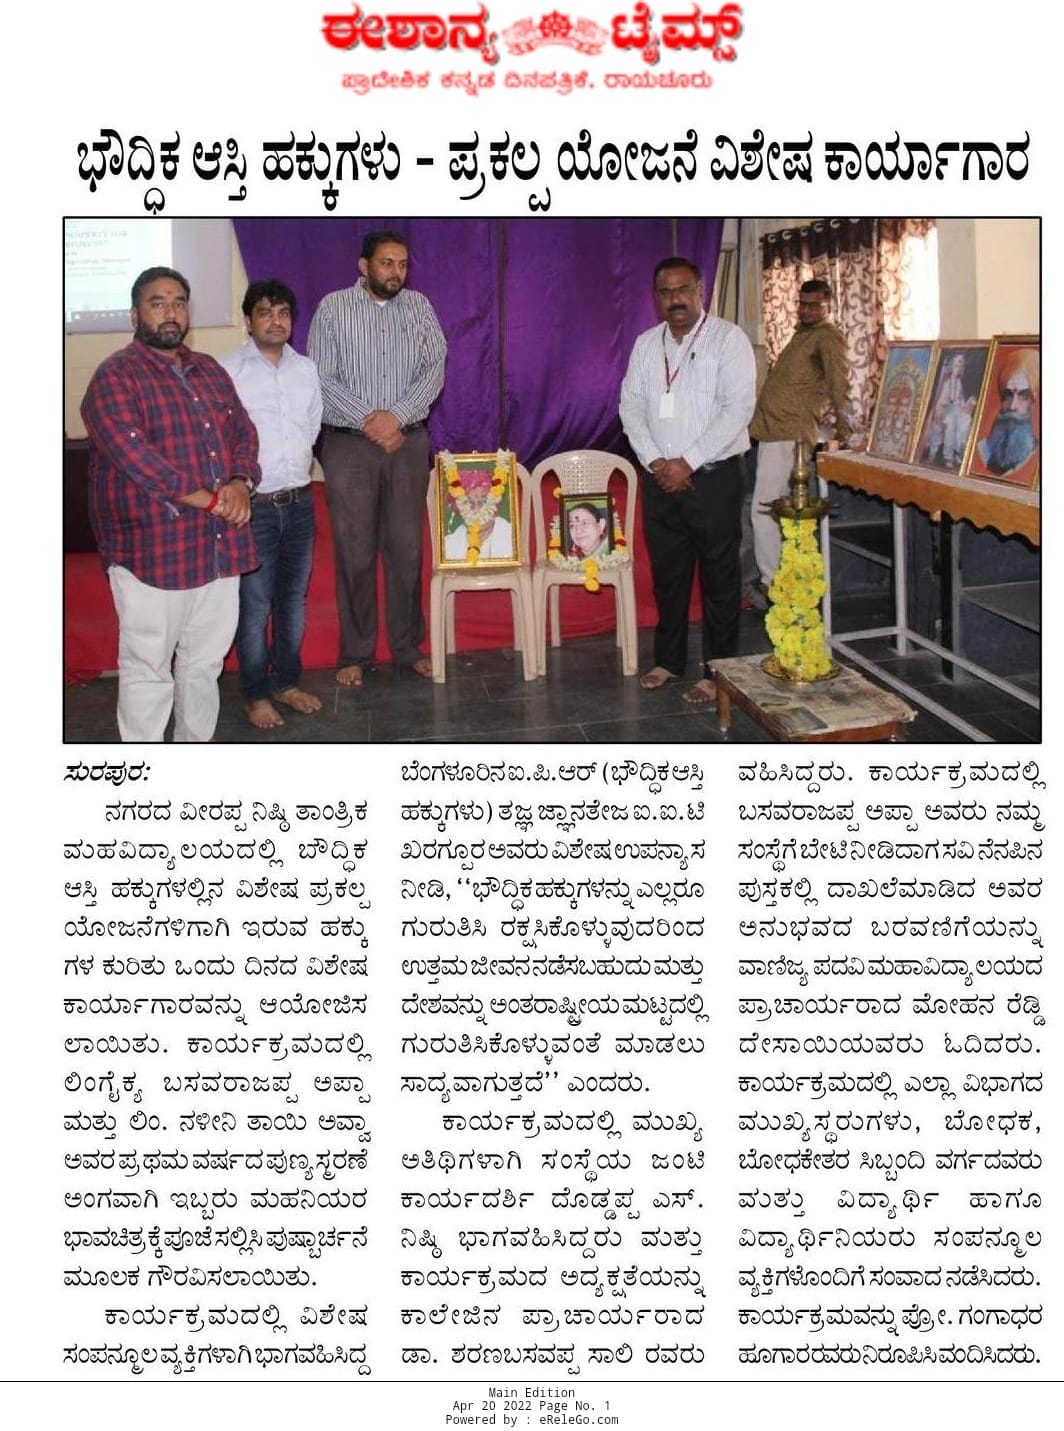 ಈಶಾನ್ಯ ಟೈಮ್ಸ್
ಪ್ರಾದೇಶಿಕ ಕನ್ನಡ ದಿನಪತ್ರಿಕೆ. ರಾಯಚೂರು
ಭೌದ್ಧಿಕ ಆಸ್ತಿ ಹಕ್ಕುಗಳು - ಪ್ರಕಲ್ಪ ಯೋಜನೆ ವಿಶೇಷ ಕಾರ್ಯಾಗಾರ
ಸುರಪುರ:
ನಗರದ ವೀರಪ್ಪ ನಿಷ್ಠಿ ತಾಂತ್ರಿಕ
ಮಹವಿದ್ಯಾಲಯದಲ್ಲಿ ಬೌದ್ಧಿಕ
ಆಸ್ತಿ ಹಕ್ಕುಗಳಲ್ಲಿನ ವಿಶೇಷ ಪ್ರಕಲ್ಪ
ಯೋಜನೆಗಳಿಗಾಗಿ ಇರುವ ಹಕ್ಕು
ಗಳ ಕುರಿತು ಒಂದು ದಿನದ ವಿಶೇಷ
ಕಾರ್ಯಾಗಾರವನ್ನು ಆಯೋಜಿಸ
ಲಾಯಿತು. ಕಾರ್ಯಕ್ರಮದಲ್ಲಿ
ಲಿಂಗೈಕ್ಯ ಬಸವರಾಜಪ್ಪ ಅಪ್ಪಾ
ಮತ್ತು ಲಿಂ. ನಳೀನಿ ತಾಯಿ ಅವ್ವಾ
ಅವರ ಪ್ರಥಮ ವರ್ಷದ ಪುಣ್ಯಸ್ಮರಣೆ
ಅಂಗವಾಗಿ ಇಬ್ಬರು ಮಹನಿಯರ
ಭಾವಚಿತ್ರಕ್ಕೆ ಪೂಜೆ ಸಲ್ಲಿಸಿ ಪುಷ್ಪಾರ್ಚನೆ
ಮೂಲಕ ಗೌರವಿಸಲಾಯಿತು.
ಕಾರ್ಯಕ್ರಮದಲ್ಲಿ ವಿಶೇಷ
ಸಂಪನ್ಮೂಲ ವ್ಯಕ್ತಿಗಳಾಗಿ ಭಾಗವಹಿಸಿದ್ದ
ಬೆಂಗಳೂರಿನ ಐ.ಪಿ.ಆರ್ (ಭೌದ್ಧಿಕ ಆಸ್ತಿ
ಹಕ್ಕುಗಳು) ತಜ್ಞ ಜ್ಞಾನತೇಜ ಐ.ಐ.ಟಿ
ಖರಗ್ಪೂರ ಅವರು ವಿಶೇಷ ಉಪನ್ಯಾಸ
ನೀಡಿ, ‘‘ಭೌದ್ಧಿಕ ಹಕ್ಕುಗಳನ್ನು ಎಲ್ಲರೂ
ಗುರುತಿಸಿ ರಕ್ಷಸಿಕೊಳ್ಳುವುದರಿಂದ
ಉತ್ತಮ ಜೀವನ ನಡೆಸಬಹುದು ಮತ್ತು
ದೇಶವನ್ನು ಅಂತರಾಷ್ಟ್ರೀಯ ಮಟ್ಟದಲ್ಲಿ
ಗುರುತಿಸಿಕೊಳ್ಳುವಂತೆ ಮಾಡಲು
ಸಾದ್ಯವಾಗುತ್ತದೆ’’ ಎಂದರು.
ಕಾರ್ಯಕ್ರಮದಲ್ಲಿ ಮುಖ್ಯ
ಅತಿಥಿಗಳಾಗಿ ಸಂಸ್ಥೆಯ ಜಂಟಿ
ಕಾರ್ಯದರ್ಶಿ ದೊಡ್ಡಪ್ಪ ಎಸ್.
ನಿಷ್ಠಿ ಭಾಗವಹಿಸಿದ್ದರು ಮತ್ತು
ಕಾರ್ಯಕ್ರಮದ ಅದ್ಯಕ್ಷತೆಯನ್ನು
ಕಾಲೇಜಿನ ಪ್ರಾಚಾರ್ಯರಾದ
ಡಾ. ಶರಣಬಸವಪ್ಪ ಸಾಲಿ ರವರು
ವಹಿಸಿದ್ದರು. ಕಾರ್ಯಕ್ರಮದಲ್ಲಿ
ಬಸವರಾಜಪ್ಪ ಅಪ್ಪಾ ಅವರು ನಮ್ಮ
ಸಂಸ್ಥೆಗೆ ಬೇಟಿ ನೀಡಿದಾಗ ಸವಿ ನೆನಪಿನ
ಪುಸ್ತಕಲ್ಲಿ ದಾಖಲೆಮಾಡಿದ ಅವರ
ಅನುಭವದ ಬರವಣಿಗೆಯನ್ನು
ವಾಣಿಜ್ಯ ಪದವಿ ಮಹಾವಿದ್ಯಾಲಯದ
ಪ್ರಾಚಾರ್ಯರಾದ ಮೋಹನ ರೆಡ್ಡಿ
ದೇಸಾಯಿಯವರು ಓದಿದರು.
ಕಾರ್ಯಕ್ರಮದಲ್ಲಿ ಎಲ್ಲಾ ವಿಭಾಗದ
ಮುಖ್ಯಸ್ಥರುಗಳು, ಬೋಧಕ,
ಬೋಧಕೇತರ ಸಿಬ್ಬಂದಿ ವರ್ಗದವರು
ಮತ್ತು ವಿದ್ಯಾರ್ಥಿ ಹಾಗೂ
ವಿದ್ಯಾರ್ಥಿನಿಯರು ಸಂಪನ್ಮೂಲ
ವ್ಯಕ್ತಿಗಳೊಂದಿಗೆ ಸಂವಾದ ನಡೆಸಿದರು.
ಕಾರ್ಯಕ್ರಮವನ್ನು ಪ್ರೋ. ಗಂಗಾಧರ
ಹೂಗಾರರವರು ನಿರೂಪಿಸಿ ವಂದಿಸಿದರು.
Main Edition
Apr 20 2022 Page No. 1
Powered by : eReleGo.com